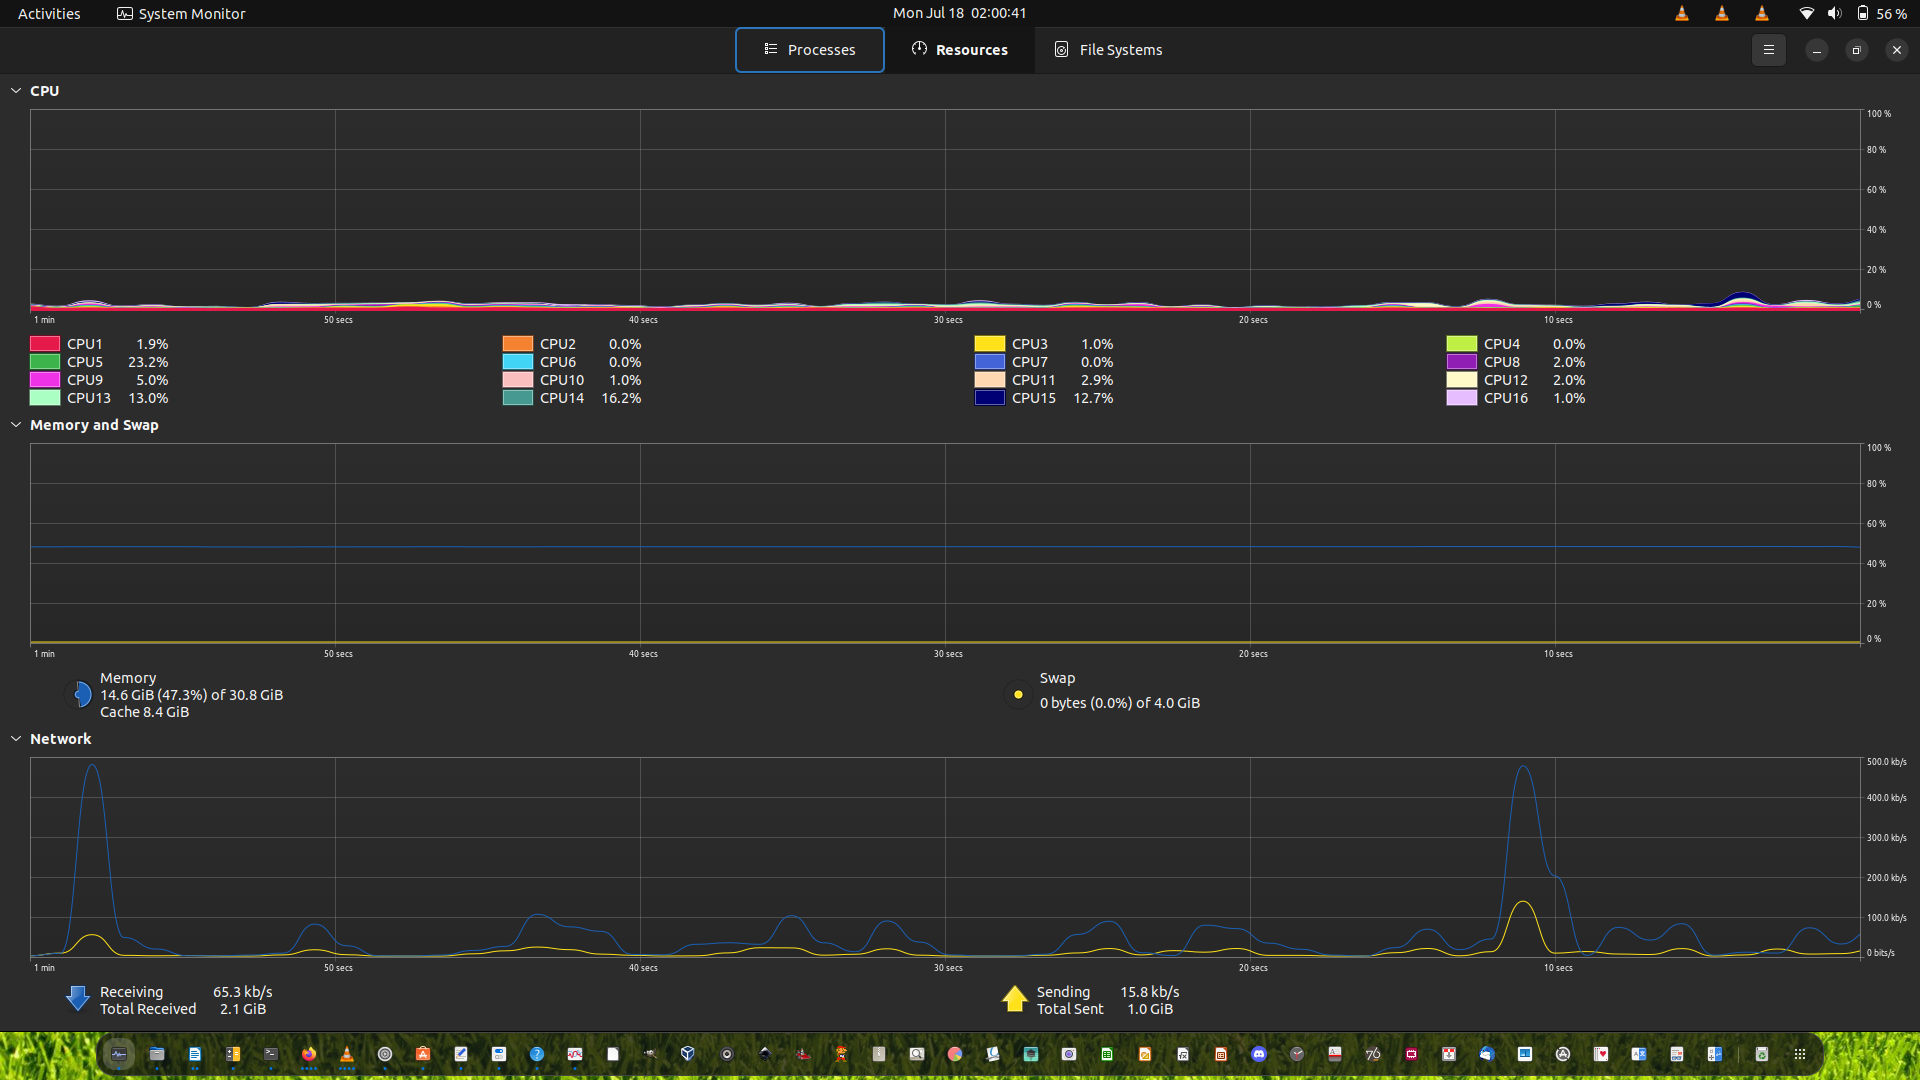 Activities System Monitor Mon Jul 18 02:00:41 56 %
Processes Resources File Systems
CPU
100 %
80 %
60 %
40 %
20 %
0 %
1 min 50 secs 40 secs 30 secs 20 secs 10 secs
CPU1 1.9% CPU2 0.0% CPU3 1.0% CPU4 0.0%
CPU5 23.2% CPU6 0.0% CPU7 0.0% CPU8 2.0%
CPU9 5.0% CPU10 1.0% CPU11 2.9% CPU12 2.0%
CPU13 13.0% CPU14 16.2% CPU15 12.7% CPU16 1.0%
Memory and Swap
100 %
80 %
60 %
40 %
20 %
0 %
1 min 50 secs 40 secs 30 secs 20 secs 10 secs
Memory
14.6 GiB (47.3%) of 30.8 GiB
Cache 8.4 GiB
Swap
0 bytes (0.0%) of 4.0 GiB
Network
500.0 kb/s
400.0 kb/s
300.0 kb/s
200.0 kb/s
100.0 kb/s
0 bits/s
1 min 50 secs 40 secs 30 secs 20 secs 10 secs
Receiving 65.3 kb/s
Total Received 2.1 GiB
Sending 15.8 kb/s
Total Sent 1.0 GiB
76